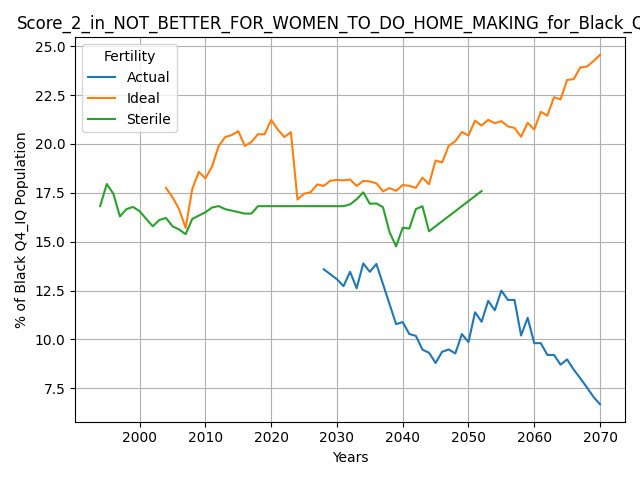 Score_2_in_NOT_BETTER_FOR_WOMEN_TO_DO_HOME_MAKING_for_Black_Q
Fertility
Actual
Ideal
Sterile
% of Black Q4_IQ Population
25.0
22.5
20.0
17.5
15.0
12.5
10.0
7.5
2000 2010 2020 2030 2040 2050 2060 2070
Years